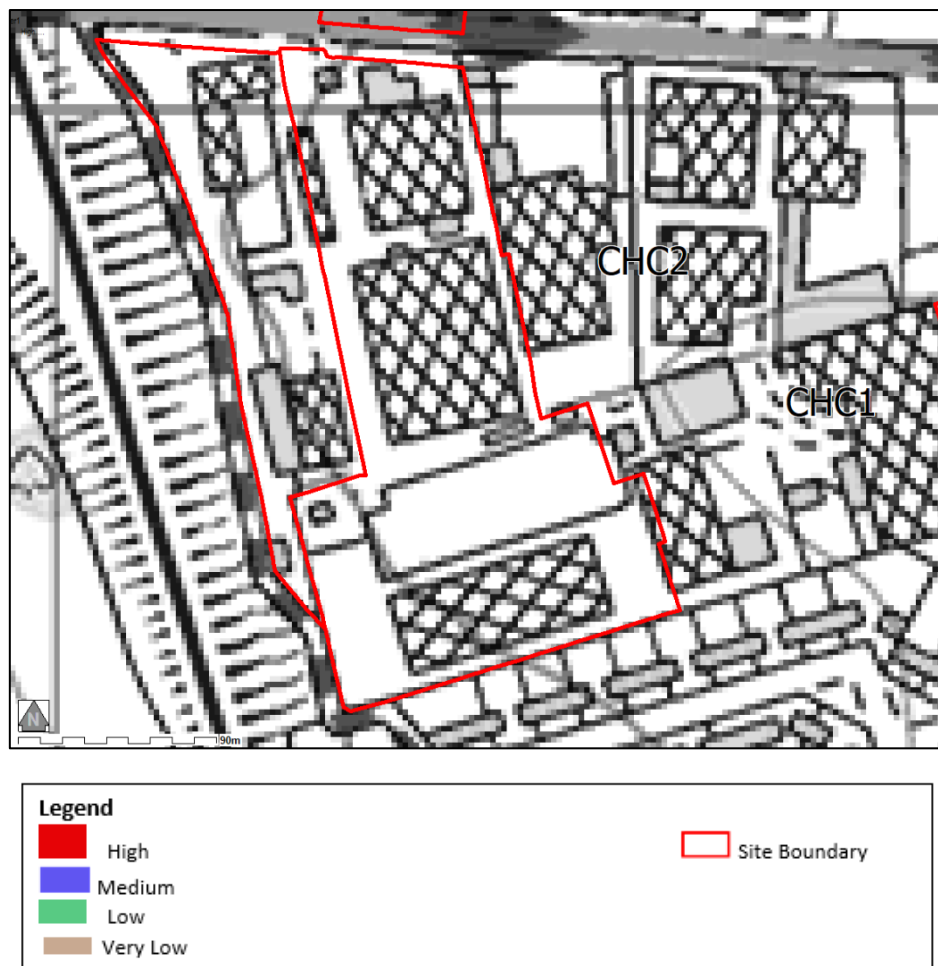 CHC2
CHC1
N
90m
Legend
High
Medium
Low
Very Low
Site Boundary